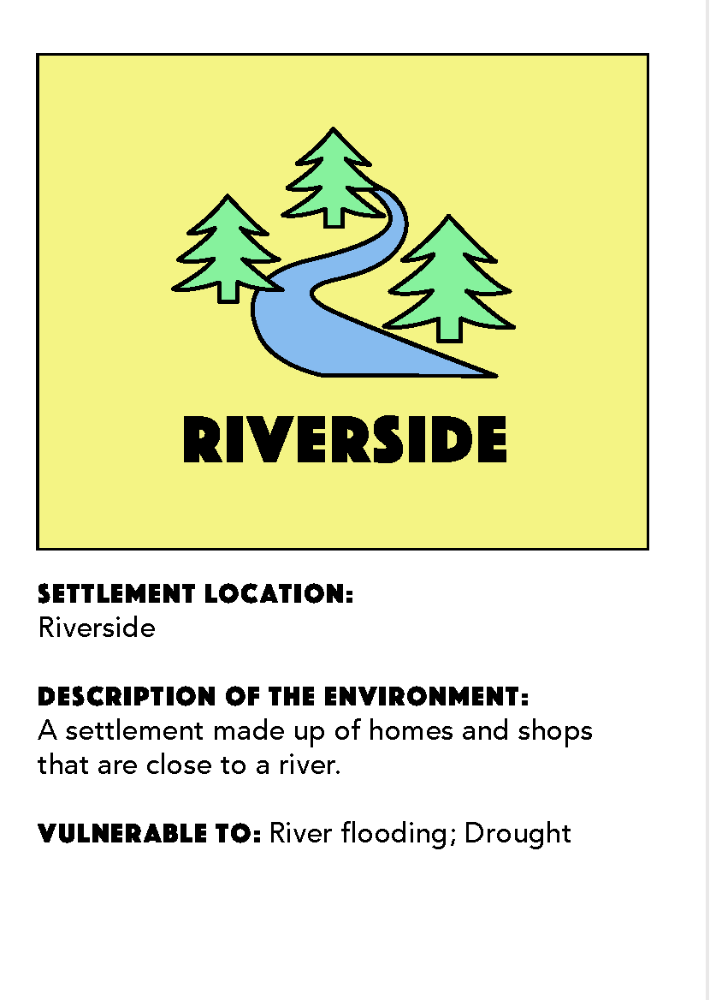 RIVERSIDE
SETTLEMENT LOCATION:
Riverside
DESCRIPTION OF THE ENVIRONMENT:
A settlement made up of homes and shops
that are close to a river.
VULNERABLE TO: River flooding; Drought